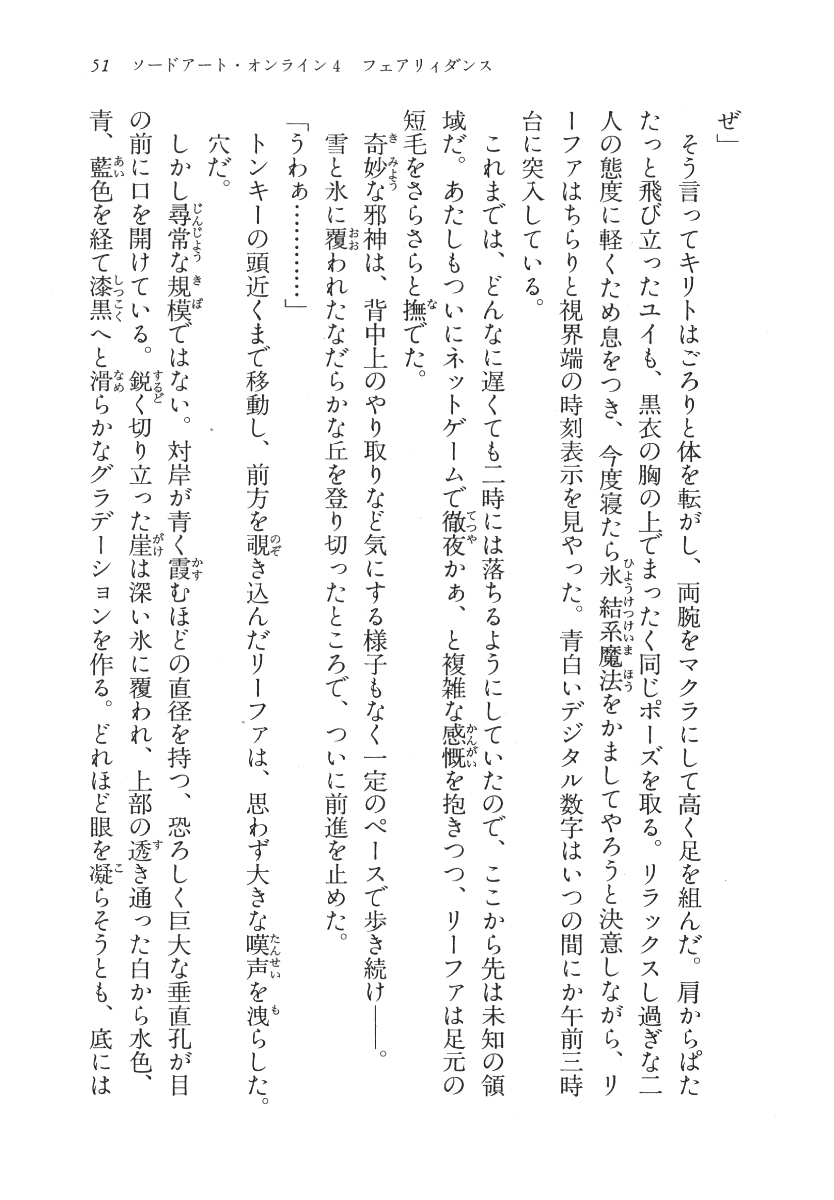 51 ソードアート・オンライン4 フェアリィダンス
ぜ」
そう言ってキリトはごろりと体を転がし、両腕をマクラにして高く足を組んだ。肩からぱた
たっと飛び立ったユイも、黒衣の胸の上でまったく同じポーズを取る。リラックスし過ぎな二
人の態度に軽くため息をつき、今度寝たら氷結系魔法をかましてやろうと決意しながら、リ
ーファはちらりと視界端の時刻表示を見やった。青白いデジタル数字はいつの間にか午前三時
台に突入している。
これまでは、どんなに遅くても二時には落ちるようにしていたので、ここから先は未知の領
域だ。あたしもついにネットゲームで徹夜かぁ、と複雑な感慨を抱きつつ、リーファは足元の
短毛をさらさらと撫でた。
奇妙な邪神は、背中上のやり取りなど気にする様子もなく一定のペースで歩き続け――。
雪と氷に覆われたなだらかな丘を登り切ったところで、ついに前進を止めた。
「うわぁ…………」
トンキーの頭近くまで移動し、前方を覗き込んだリーファは、思わず大きな嘆声を洩らした。
穴だ。
しかし尋常な規模ではない。対岸が青く霞むほどの直径を持つ、恐ろしく巨大な垂直孔が目
の前に口を開けている。鋭く切り立った崖は深い氷に覆われ、上部の透き通った白から水色、
青、藍色を経て漆黒へと滑らかなグラデーションを作る。どれほど眼を凝らそうとも、底には